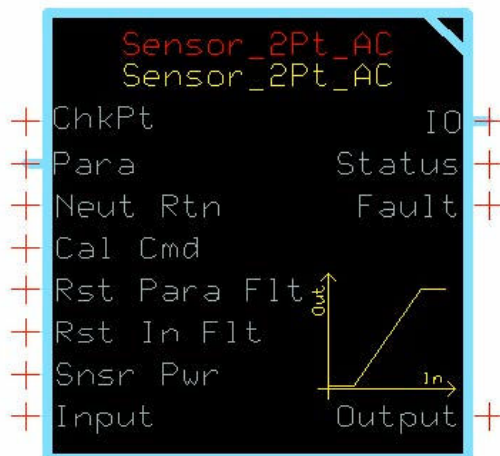 Sensor_2Pt_AC
Sensor_2Pt_AC
ChkPt
IO
Para
Status
Neut Rtn
Fault
Cal Cmd
Rst Para Flt
Rst In Flt
Snsr Pwr
Input
Out
In
Output